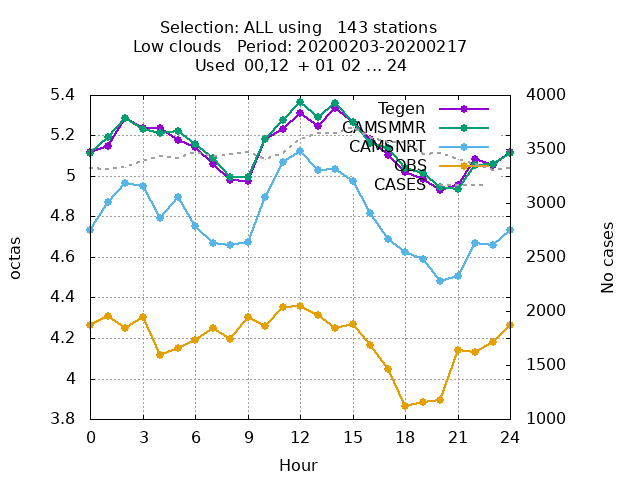 Selection: ALL using   143 stations
Low clouds   Period: 20200203-20200217
Used  00,12  + 01 02 ... 24
5.4
5.2
5
4.8
4.6
4.4
4.2
4
3.8
octas
Tegen
CAMSMMR
CAMSNRT
OBS
CASES
4000
3500
3000
2500
2000
1500
1000
No cases
0 3 6 9 12 15 18 21 24
Hour